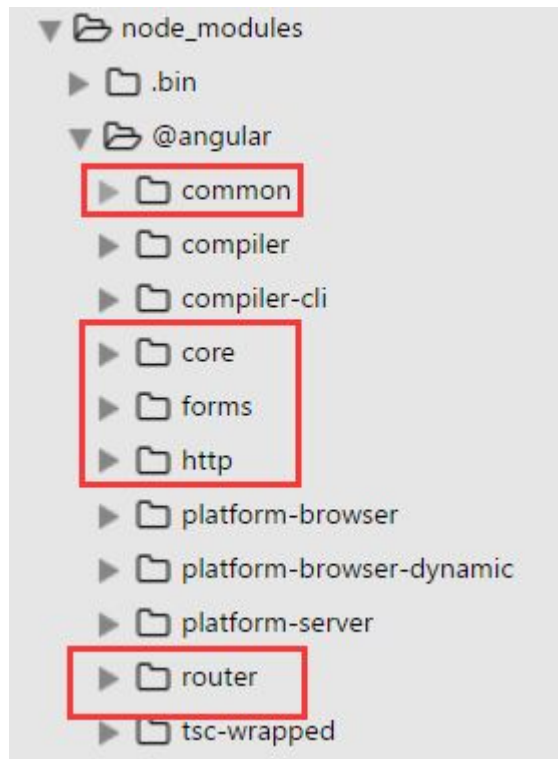 node_modules
.bin
@angular
common
compiler
compiler-cli
core
forms
http
platform-browser
platform-browser-dynamic
platform-server
router
tsc-wrapped